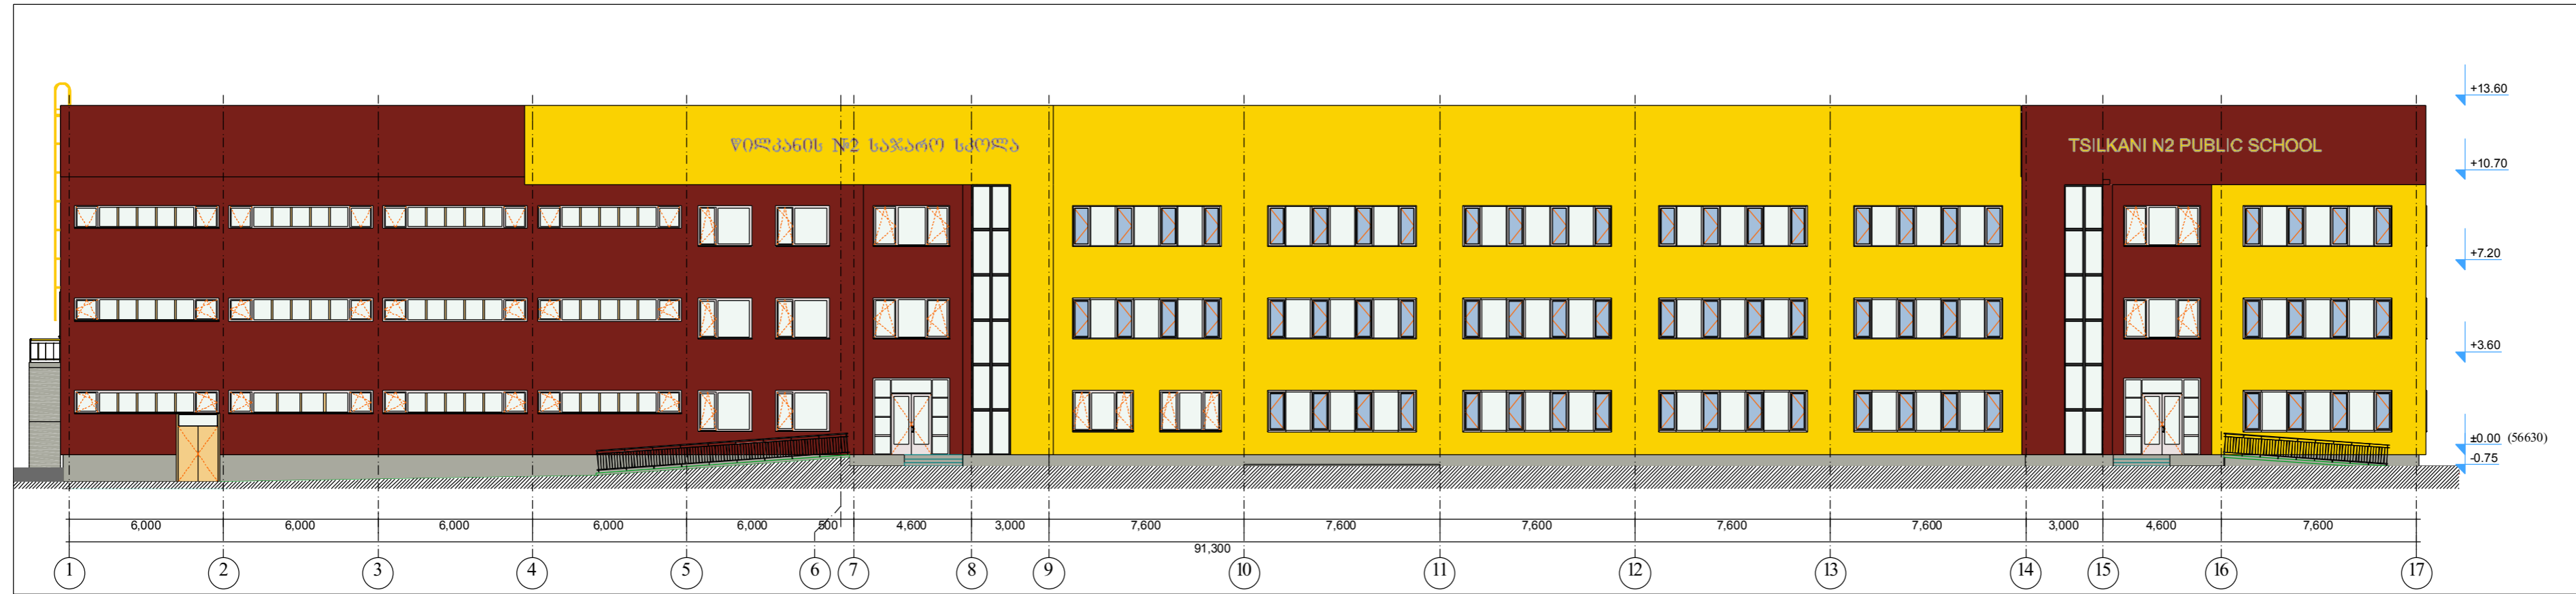 +13.60
წილკანის №2 საჯარო სკოლა
TSILKANI N2 PUBLIC SCHOOL
+10.70
+7.20
+3.60
±0.00 (56630)
-0.75
6,000 6,000 6,000 6,000 6,000 500 4,600 3,000 7,600 7,600 7,600 7,600 7,600 3,000 4,600 7,600
91,300
1 2 3 4 5 6 7 8 9 10 11 12 13 14 15 16 17